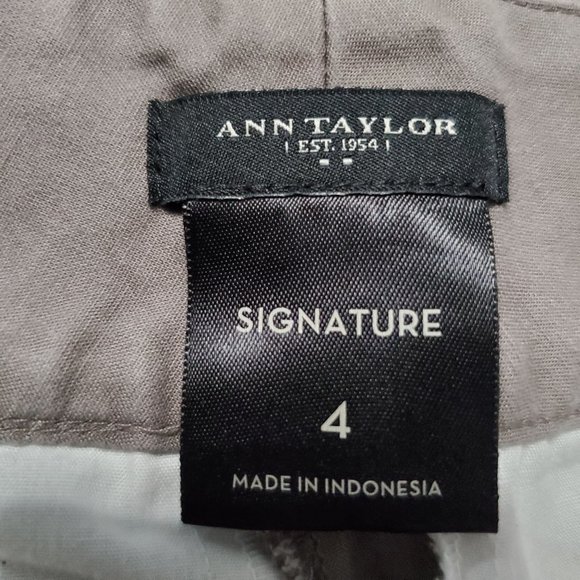 ANN TAYLOR
| EST. 1954 |
SIGNATURE
4
MADE IN INDONESIA